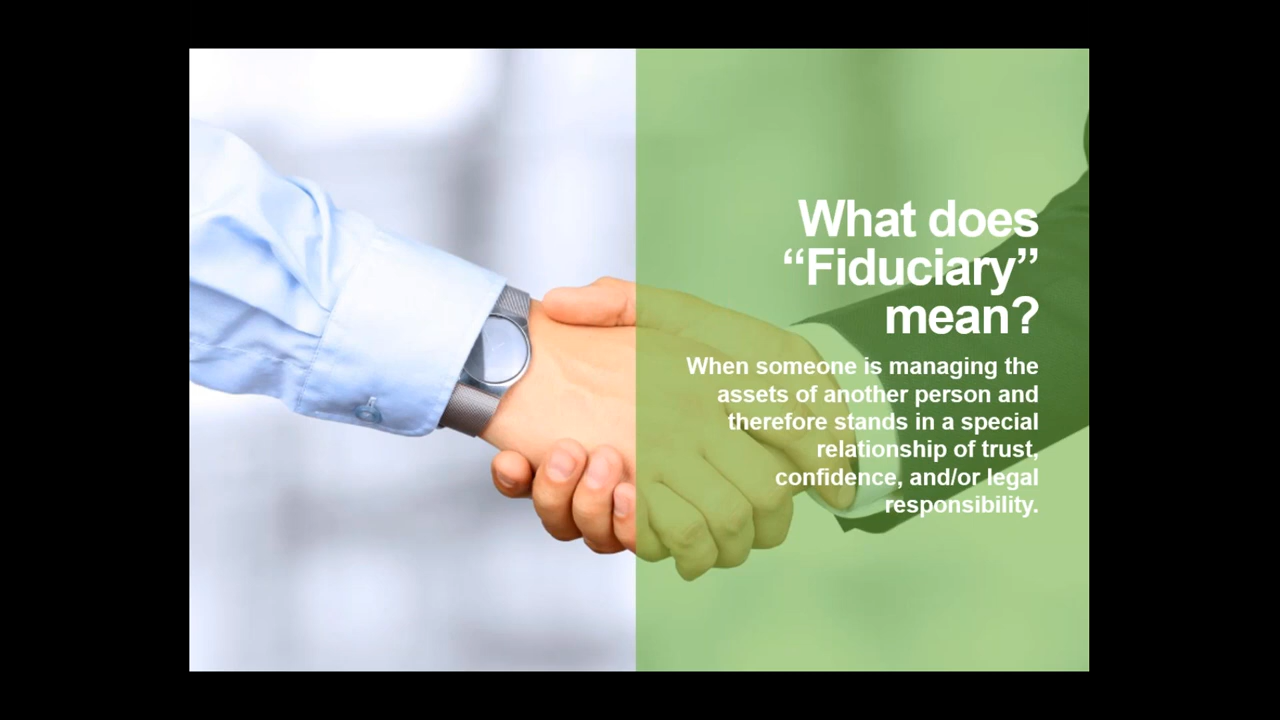 What does
“Fiduciary”
mean?
When someone is managing the
assets of another person and
therefore stands in a special
relationship of trust,
confidence, and/or legal
responsibility.